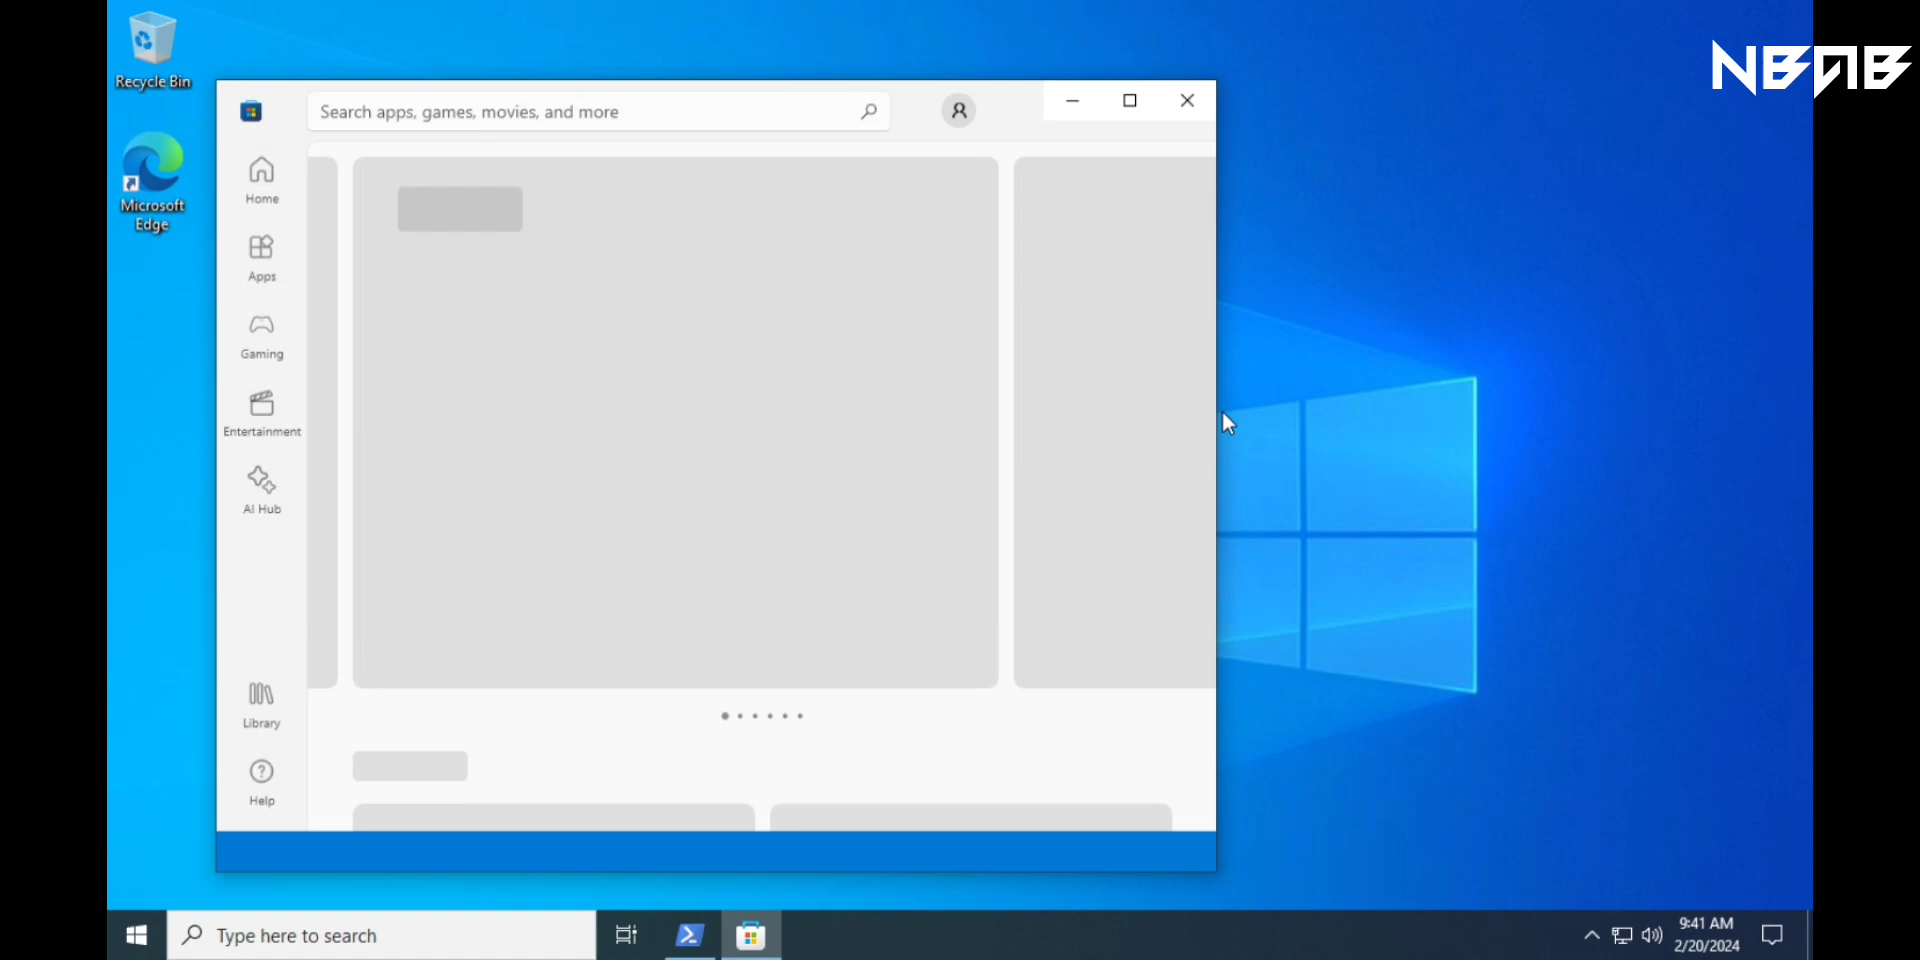 NBNB
Recycle Bin
Microsoft
Edge
Search apps, games, movies, and more
Home
Apps
Gaming
Entertainment
AI Hub
Library
Help
Type here to search
9:41 AM
2/20/2024